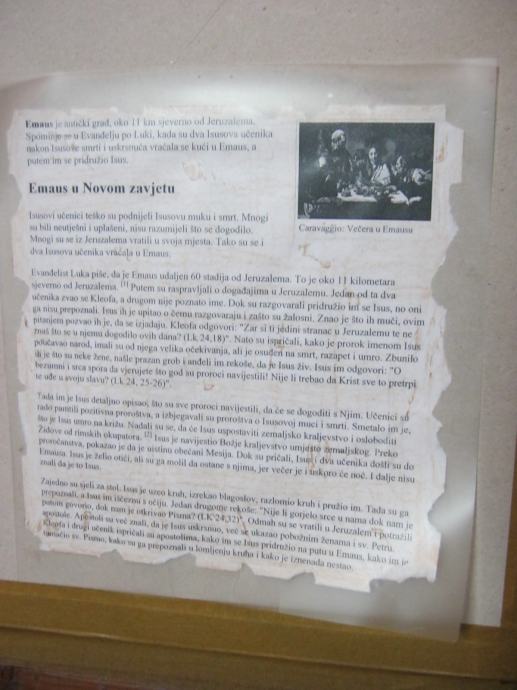 Emaus je antički grad, oko 11 km sjeverno od Jeruzalema.
Spominje se u Evanđelju po Luki, kada su dva Isusova učenika
nakon Isusove smrti i uskrsnuća vraćala se kući u Emaus, a
putem im se pridružio Isus.
Emaus u Novom zavjetu
Isusovi učenici teško su podnijeli Isusovu muku i smrt. Mnogi
su bili neutješni i uplašeni, nisu razumijeli što se dogodilo.
Mnogi su se iz Jeruzalema vratili u svoja mjesta. Tako su se i
dva Isusova učenika vraćala u Emaus.
Caravaggio: Večera u Emausu
Evanđelist Luka piše, da je Emaus udaljen 60 stadija od Jeruzalema. To je oko 11 kilometara
sjeverno od Jeruzalema. [1] Putem su raspravljali o događajima u Jeruzalemu. Jedan od ta dva
učenika zvao se Kleofa, a drugom nije poznato ime. Dok su razgovarali pridružio im se Isus, no oni
ga nisu prepoznali. Isus ih je upitao o čemu razgovaraju i zašto su žalosni. Znao je što ih muči, ovim
pitanjem pozvao ih je, da se izjadaju. Kleofa odgovori: "Zar si ti jedini stranac u Jeruzalemu te ne
znaš što se u njemu dogodilo ovih dana? (Lk 24,18)". Nato su ispričali, kako je prorok imenom Isus
podučavao narod, imali su od njega velika očekivanja, ali je osuđen na smrt, razapet i umro. Zbunilo
ih je što su neke žene, našle prazan grob i anđeli im rekoše, da je Isus živ. Isus im odgovori: "O
bezumni i srca spora da vjerujete što god su proroci navijestili! Nije li trebalo da Krist sve to pretrpi
te uđe u svoju slavu? (Lk 24, 25-26)".
Tada im je Isus detaljno opisao, što su sve proroci navijestili, da će se dogoditi s Njim. Učenici su
rado pamtili pozitivna proroštva, a izbjegavali su proroštva o Isusovoj muci i smrti. Smetalo im je,
što je Isus umro na križu. Nadali su se, da će Isus uspostaviti zemaljsko kraljevstvo i osloboditi
Židove od rimskih okupatora. [2] Isus je navijestio Božje kraljevstvo umjesto zemaljskog. Preko
proročanstva, pokazao je da je uistinu obećani Mesija. Dok su pričali, Isus i dva učenika došli su do
Emausa. Isus je želio otići, ali su ga molili da ostane s njima, jer večer je i uskoro će noć. I dalje nisu
znali da je to Isus.
Zajedno su sjeli za stol. Isus je uzeo kruh, izrekao blagoslov, razlomio kruh i pružio im. Tada su ga
prepoznali, a Isus im iščeznu s očiju. Jedan drugome rekoše: "Nije li gorjelo srce u nama dok nam je
putom govorio, dok nam je otkrivao Pisma? (LK 24,32)". Odmah su se vratili u Jeruzalem i potražili
apostole. Apostoli su već znali, da je Isus uskrsnuo, već se ukazao pobožnim ženama i sv. Petru.
Kleofa i drugi učenik ispričali su apostolima, kako im se Isus pridružio na putu u Emaus, kako im je
tumačio sv. Pismo, kako su ga prepoznali u lomljenju kruha i kako je iznenada nestao.